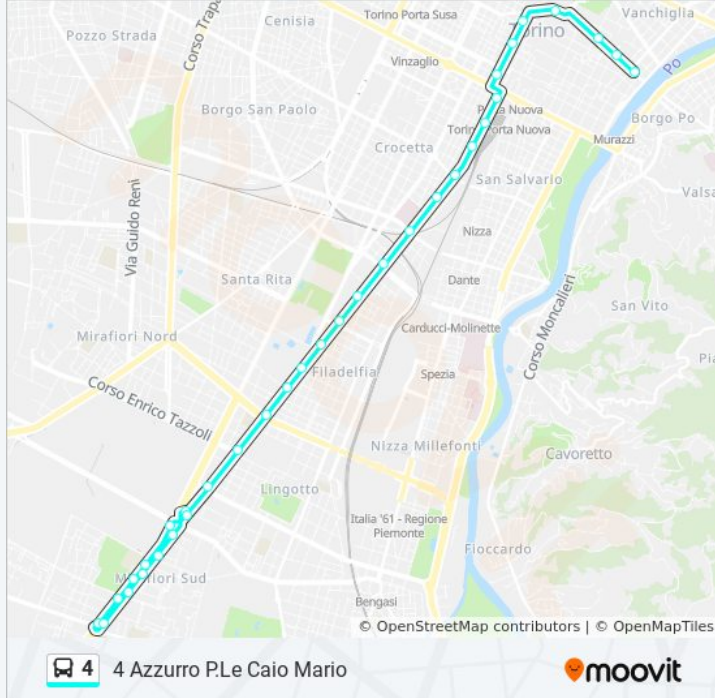 Vanchiglia
Torino Porta Susa
Cenisia
Pozzo Strada
Corso Trapa
Torino
Vinzaglio
Po
Borgo San Paolo
Porta Nuova
Borgo Po
Torino Porta Nuova
Murazzi
Crocetta
San Salvario
Valsa
Via Guido Reni
Nizza
Santa Rita
Dante
San Vito
Corso Moncalieri
Mirafiori Nord
Carducci-Molinette
Pia
Filadelfia
Spezia
Corso Enrico Tazzoli
Nizza Millefonti
Cavoretto
Lingotto
Italia '61 - Regione
Piemonte
Fioccardo
Mirafiori Sud
Bengasi
© OpenStreetMap contributors | © OpenMapTiles
4 4 Azzurro P.Le Caio Mario
moovit